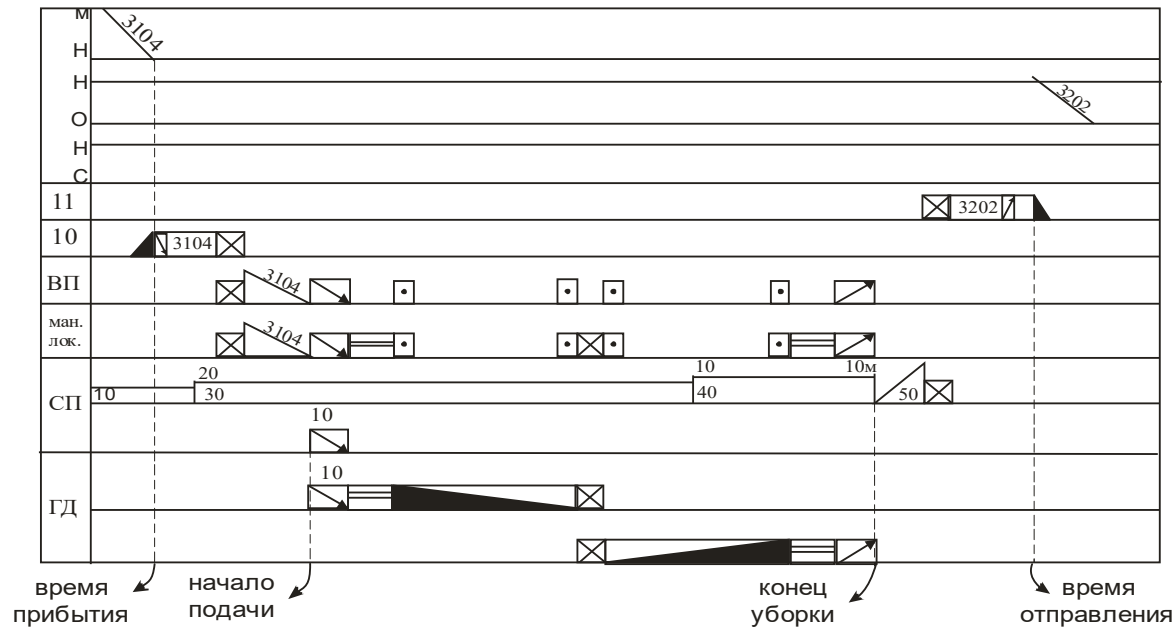 М
3104
Н
Н
3202
О
Н
С
11
3202
10
3104
ВП
3104
ман.
лок.
3104
СП
10
20
30
10
10м
40
50
10
ГД
10
время
прибытия
начало
подачи
конец
уборки
время
отправления